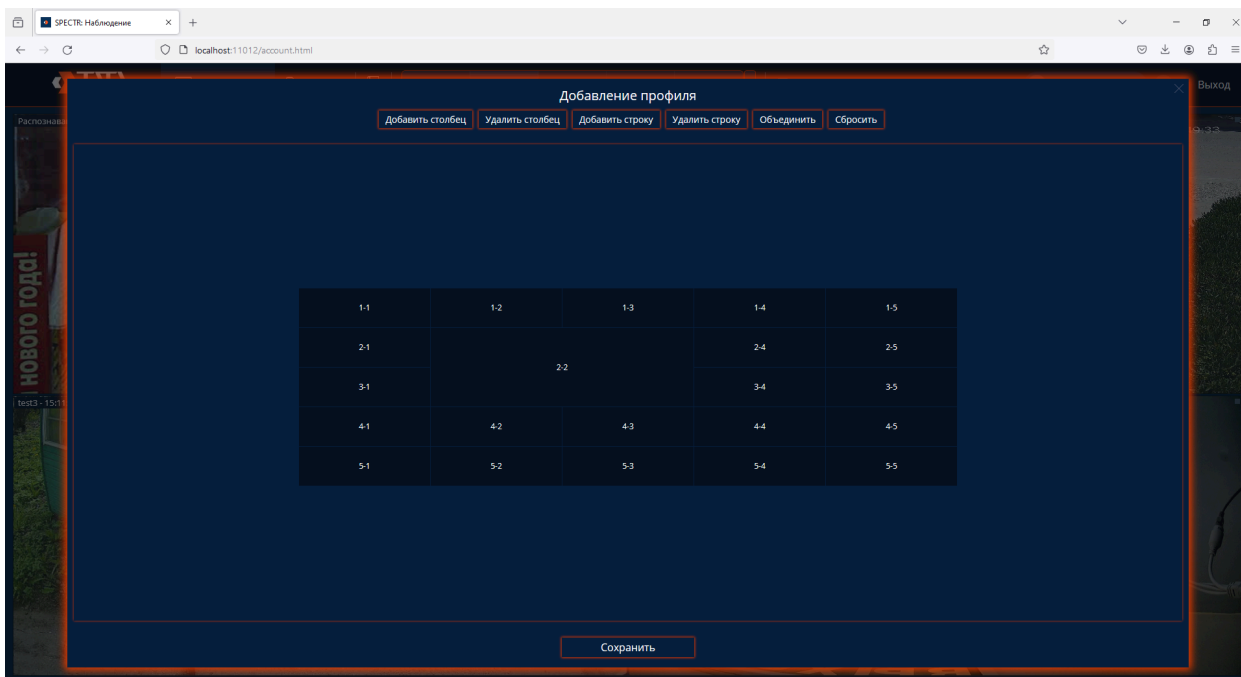 SPECTR: Наблюдение
localhost:11012/account.html
Выход
Добавление профиля
Добавить столбец Удалить столбец Добавить строку Удалить строку Объединить Сбросить
НОВОГО ГОДА!
1-1 1-2 1-3 1-4 1-5
2-1 2-4 2-5
2-2
3-1 3-4 3-5
test3 - 15:11
4-1 4-2 4-3 4-4 4-5
5-1 5-2 5-3 5-4 5-5
Сохранить